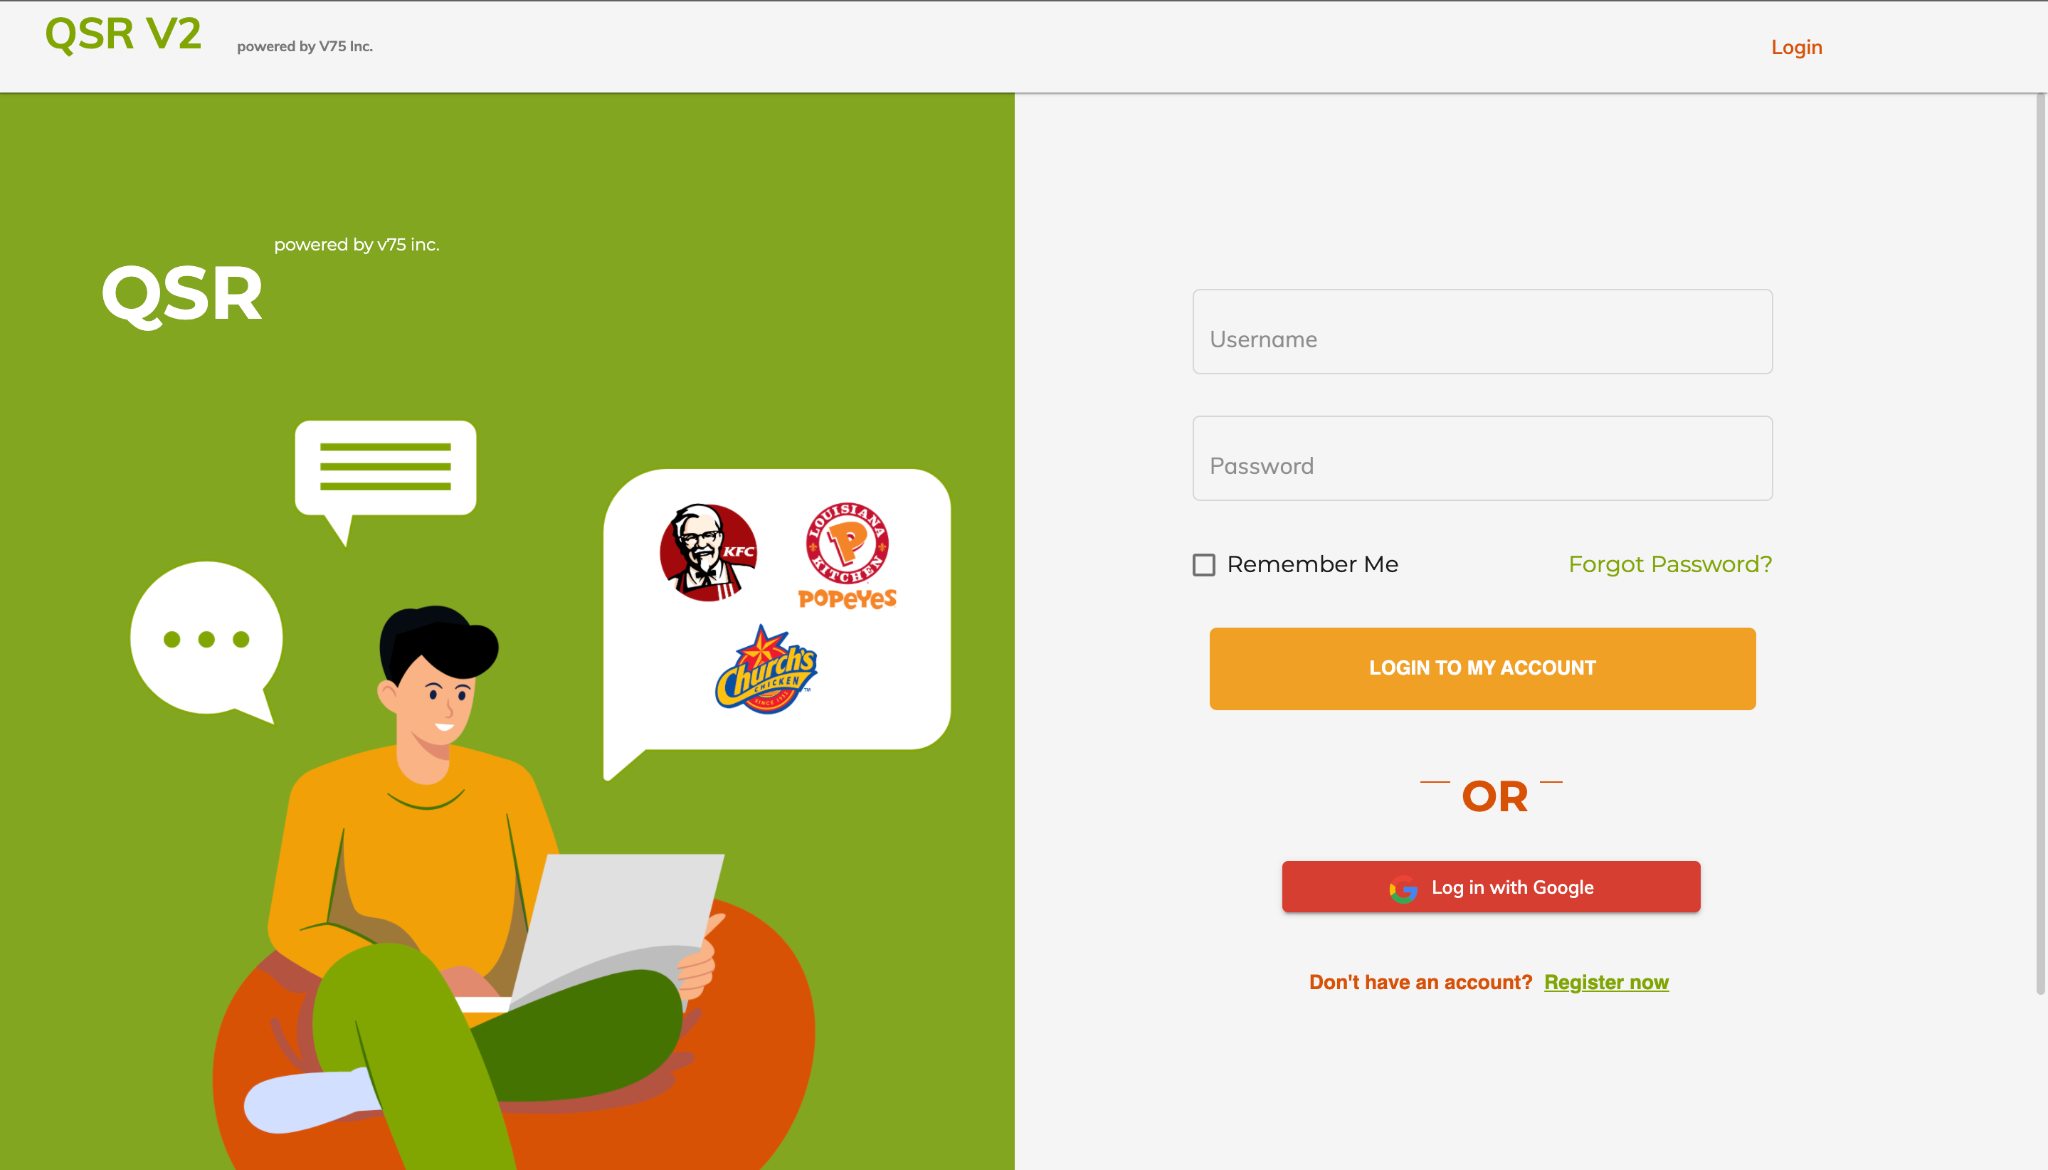 QSR V2
powered by V75 Inc.
Login
powered by v75 inc.
QSR
KFC
LOUISIANA
P
KITCHEN
POPEYES
Church's
CHICKEN
TM
Username
Password
Remember Me
Forgot Password?
LOGIN TO MY ACCOUNT
OR
Log in with Google
Don't have an account? Register now